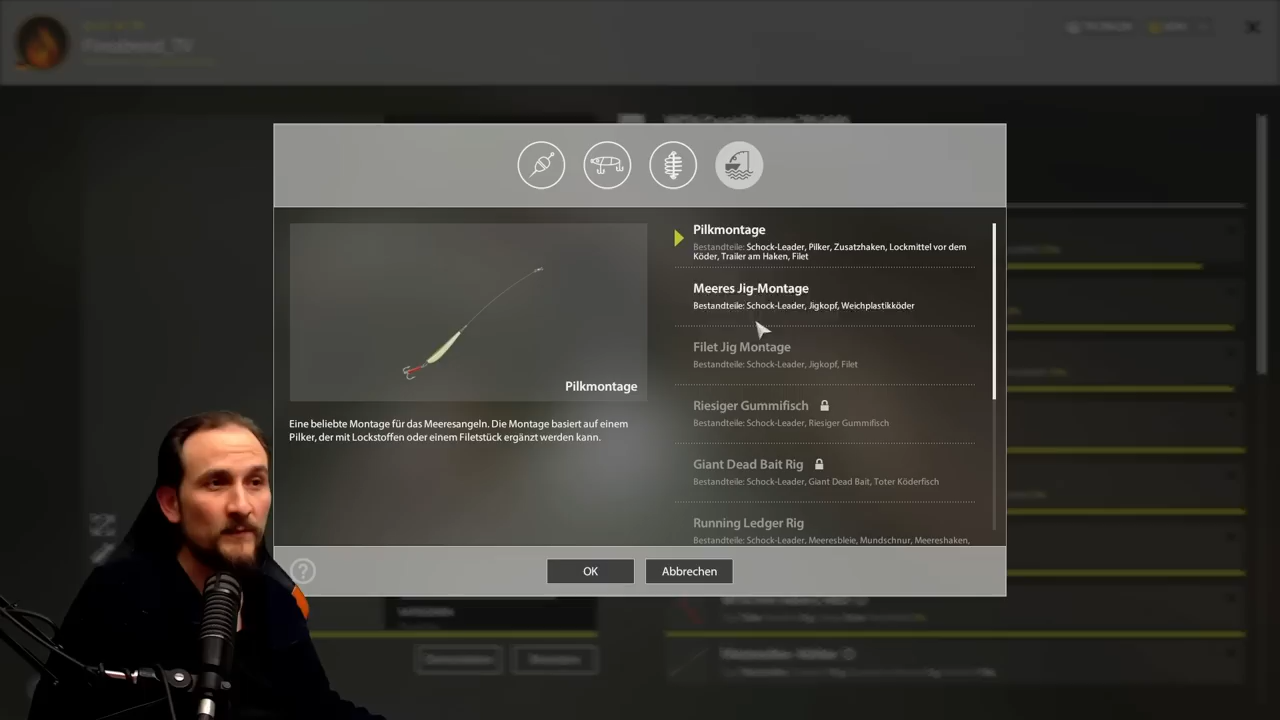 Pilkmontage
Eine beliebte Montage für das Meeresangeln. Die Montage basiert auf einem
Pilker, der mit Lockstoffen oder einem Filetstück ergänzt werden kann.
Pilkmontage
Bestandteile: Schock-Leader, Pilker, Zusatzhaken, Lockmittel vor dem
Köder, Trailer am Haken, Filet
Meeres Jig-Montage
Bestandteile: Schock-Leader, Jigkopf, Weichplastikköder
Filet Jig Montage
Bestandteile: Schock-Leader, Jigkopf, Filet
Riesiger Gummifisch
Bestandteile: Schock-Leader, Riesiger Gummifisch
Giant Dead Bait Rig
Bestandteile: Schock-Leader, Giant Dead Bait, Toter Köderfisch
Running Ledger Rig
Bestandteile: Schock-Leader, Meeresbleie, Mundschnur, Meereshaken,
?
OK
Abbrechen